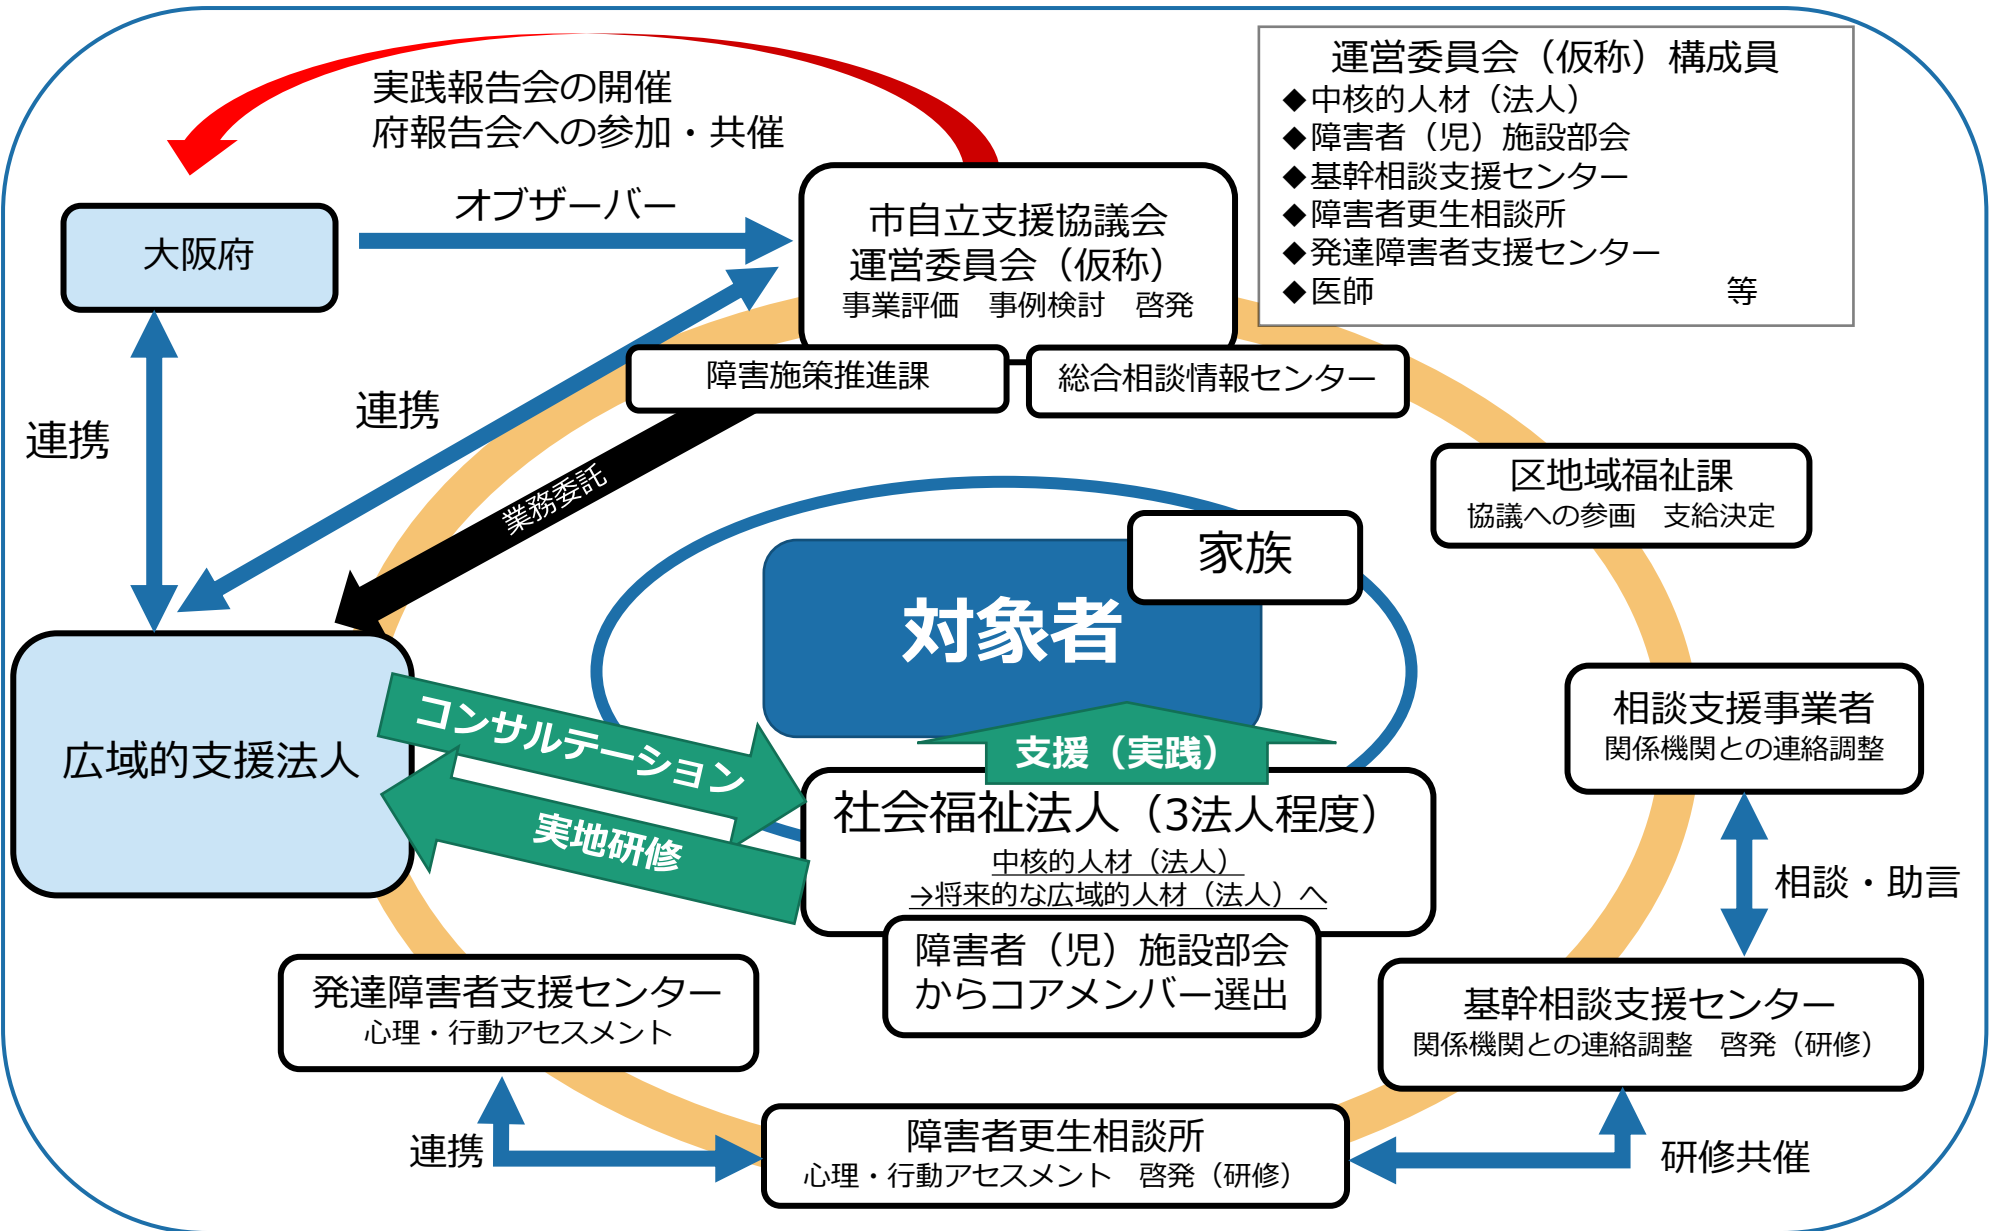 実践報告会の開催
府報告会への参加・共催
運営委員会（仮称）構成員
◆中核的人材（法人）
◆障害者（児）施設部会
◆基幹相談支援センター
◆障害者更生相談所
◆発達障害者支援センター
◆医師　　　　　　　　　　　等
オブザーバー
大阪府
市自立支援協議会
運営委員会（仮称）
事業評価　事例検討　啓発
障害施策推進課
総合相談情報センター
連携
連携
業務委託
区地域福祉課
協議への参画　支給決定
家族
対象者
広域的支援法人
コンサルテーション
実地研修
支援（実践）
社会福祉法人（3法人程度）
中核的人材（法人）
→将来的な広域的人材（法人）へ
障害者（児）施設部会
からコアメンバー選出
相談支援事業者
関係機関との連絡調整
相談・助言
発達障害者支援センター
心理・行動アセスメント
基幹相談支援センター
関係機関との連絡調整　啓発（研修）
連携
障害者更生相談所
心理・行動アセスメント　啓発（研修）
研修共催